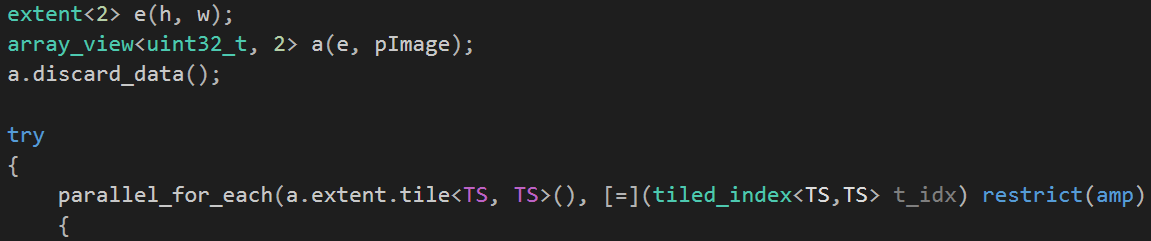 extent<2> e(h, w);
array_view<uint32_t, 2> a(e, pImage);
a.discard_data();
try
{
parallel_for_each(a.extent.tile<TS, TS>(), [=](tiled_index<TS,TS> t_idx) restrict(amp)
{